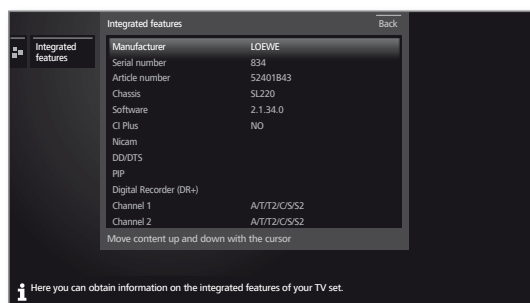 Integrated features Back
Integrated
features
Manufacturer LOEWE
Serial number 834
Article number 52401B43
Chassis SL220
Software 2.1.34.0
CI Plus NO
Nicam
DD/DTS
PIP
Digital Recorder (DR+)
Channel 1 A/T/T2/C/S/S2
Channel 2 A/T/T2/C/S/S2
Move content up and down with the cursor
i Here you can obtain information on the integrated features of your TV set.